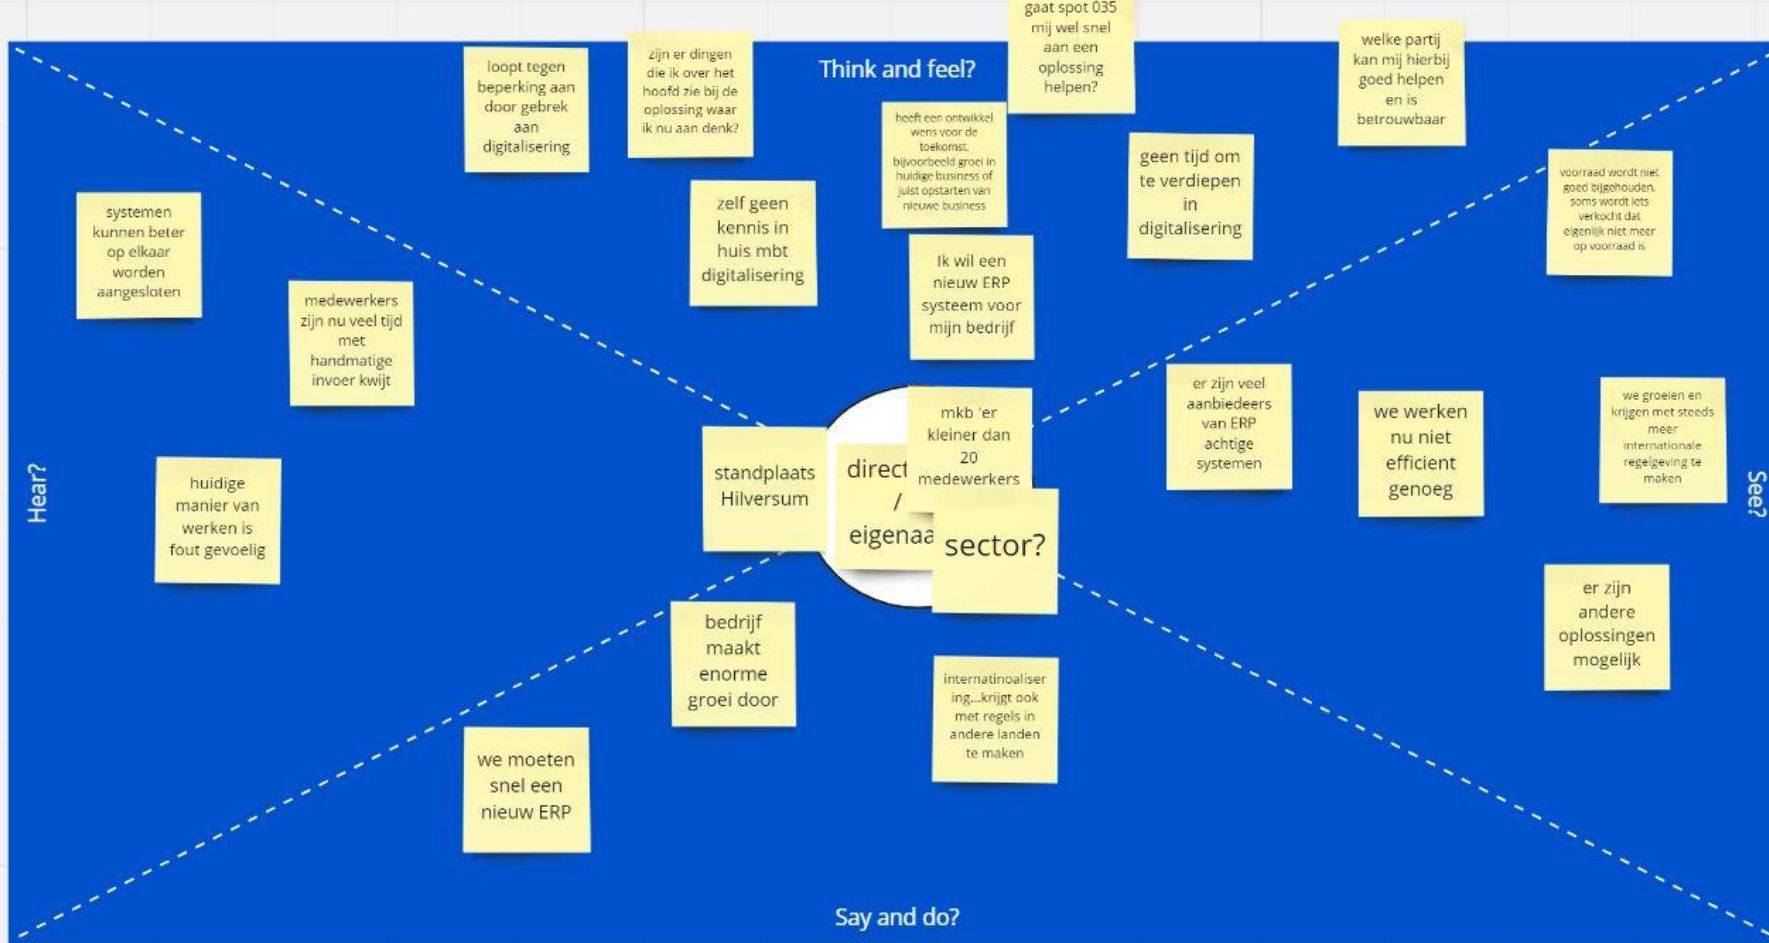 gaat spot 035
mij wel snel
aan een
oplossing
helpen?
Think and feel?
loopt tegen
beperking aan
door gebrek
aan
digitalisering
zijn er dingen
die ik over het
hoofd zie bij de
oplossing waar
ik nu aan denk?
welke partij
kan mij hierbij
goed helpen
en is
betrouwbaar
heeft een ontwikkel
wens voor de
toekomst,
bijvoorbeeld groei in
huidige business of
juist opstarten van
nieuwe business
geen tijd om
te verdiepen
in
digitalisering
zelf geen
kennis in
huis mbt
digitalisering
Ik wil een
nieuw ERP
systeem voor
mijn bedrijf
voorraad wordt niet
goed bijgehouden.
soms wordt iets
verkocht dat
eigenlijk niet meer
op voorraad is
systemen
kunnen beter
op elkaar
worden
aangesloten
medewerkers
zijn nu veel tijd
met
handmatige
invoer kwijt
Hear?
huidige
manier van
werken is
fout gevoelig
standplaats
Hilversum
direct
/
eigenaa
mkb 'er
kleiner dan
20
medewerkers
sector?
er zijn veel
aanbiedeers
van ERP
achtige
systemen
we werken
nu niet
efficient
genoeg
we groeien en
krijgen met steeds
meer
internationale
regelgeving te
maken
See?
er zijn
andere
oplossingen
mogelijk
bedrijf
maakt
enorme
groei door
internatinoaliser
ing...krijgt ook
met regels in
andere landen
te maken
we moeten
snel een
nieuw ERP
Say and do?